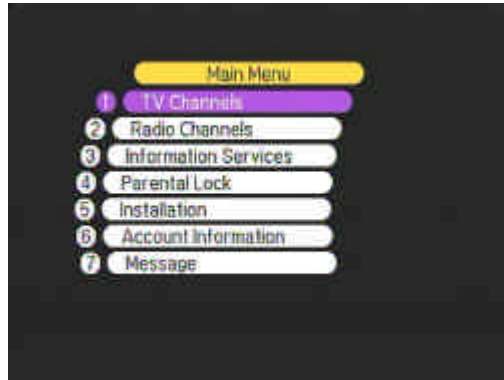 Main Menu
1 TV Channels
2 Radio Channels
3 Information Services
4 Parental Lock
5 Installation
6 Account Information
7 Message